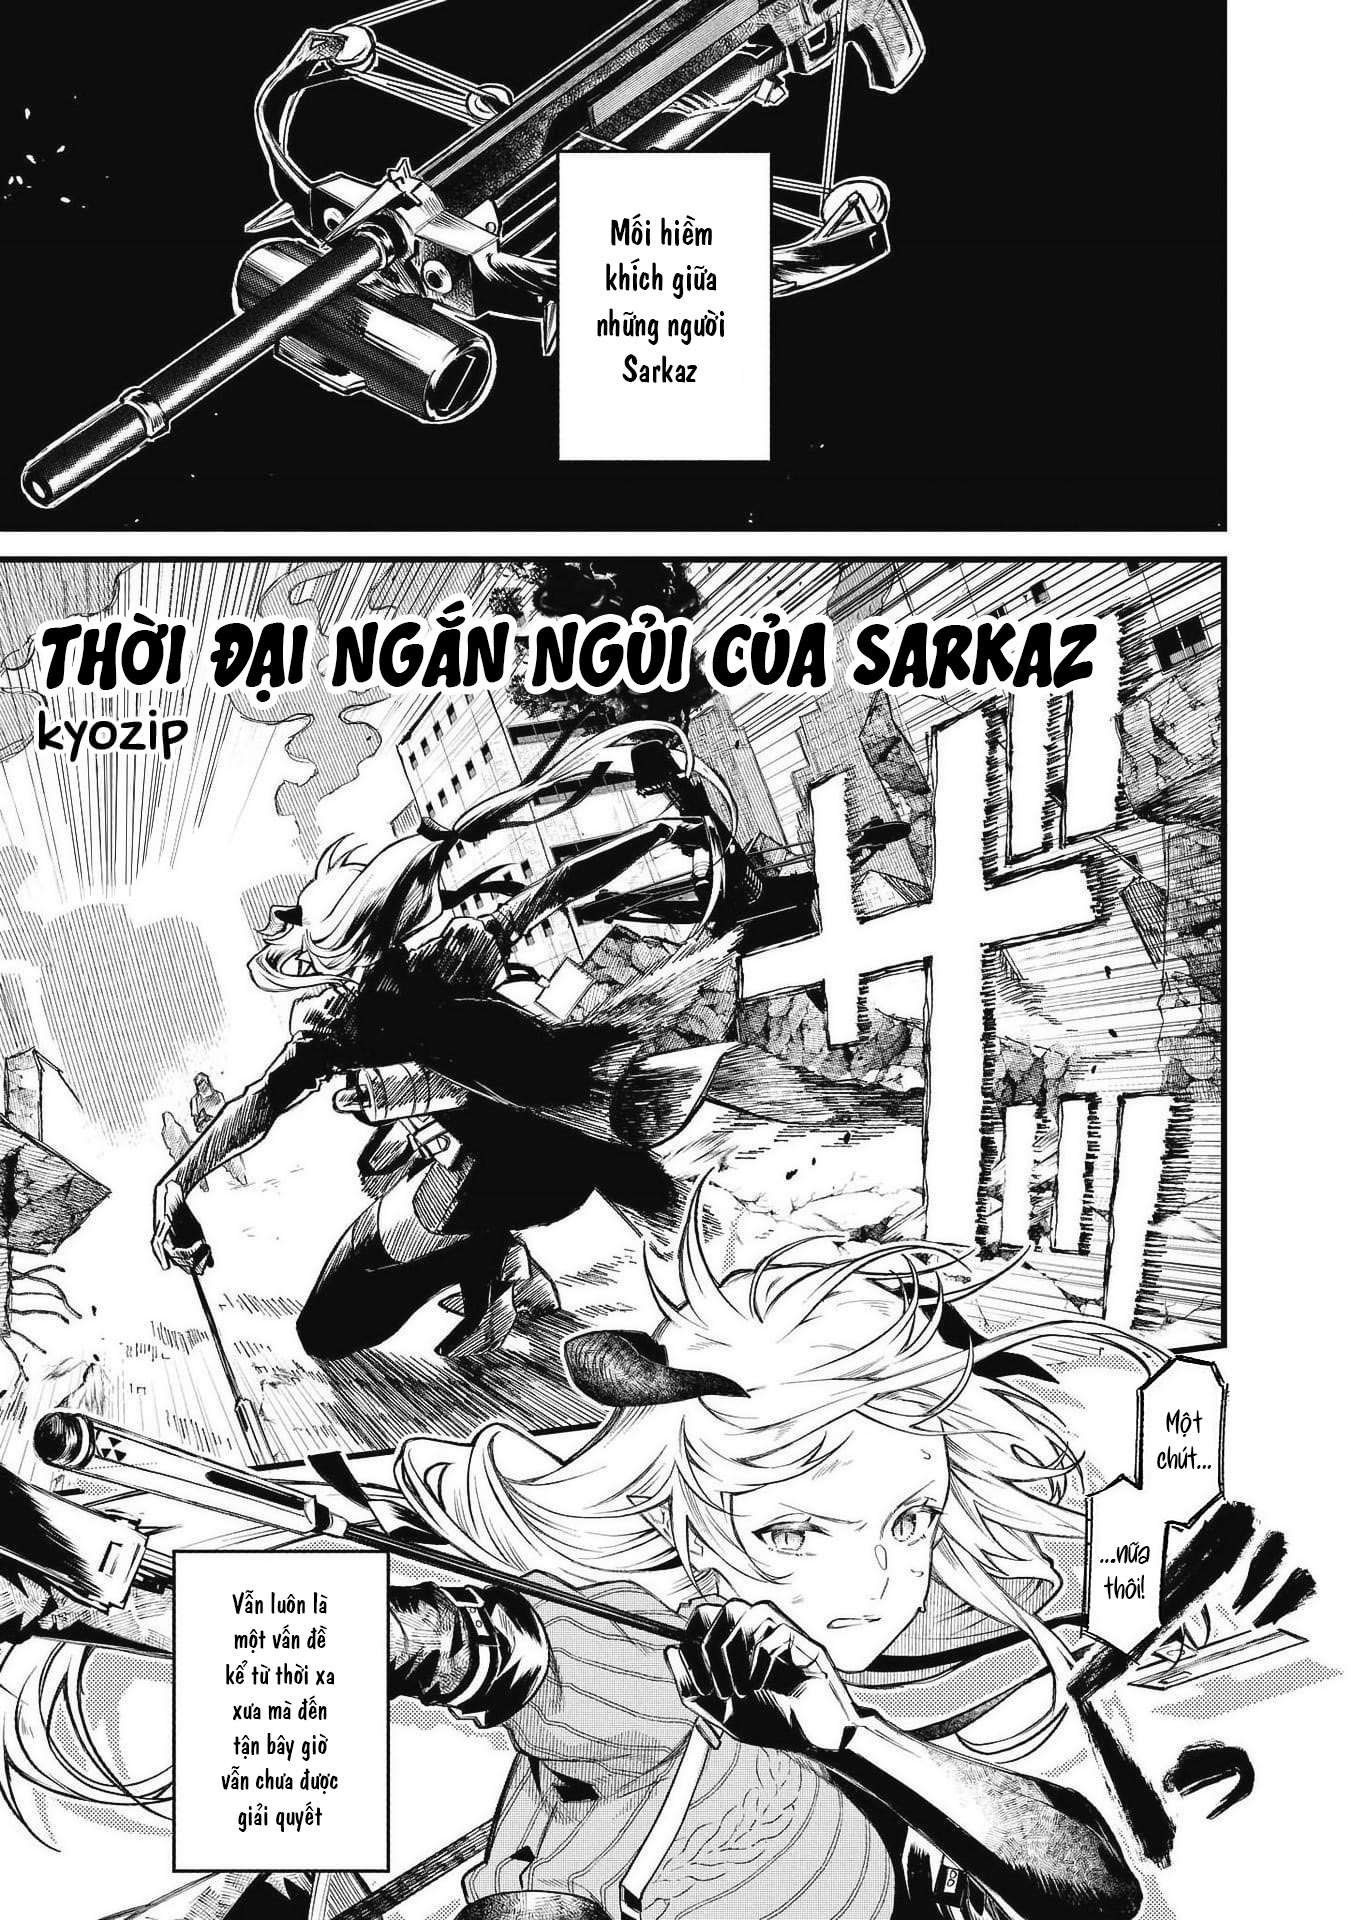 Mối hiềm
khích giữa
những người
Sarkaz
THỜI ĐẠI NGẮN NGỦI CỦA SARKAZ
kyozip
ザ
Một
chút...
...nữa
thôi!
Vẫn luôn là
một vấn đề
kể từ thời xa
xưa mà đến
tận bây giờ
vẫn chưa được
giải quyết